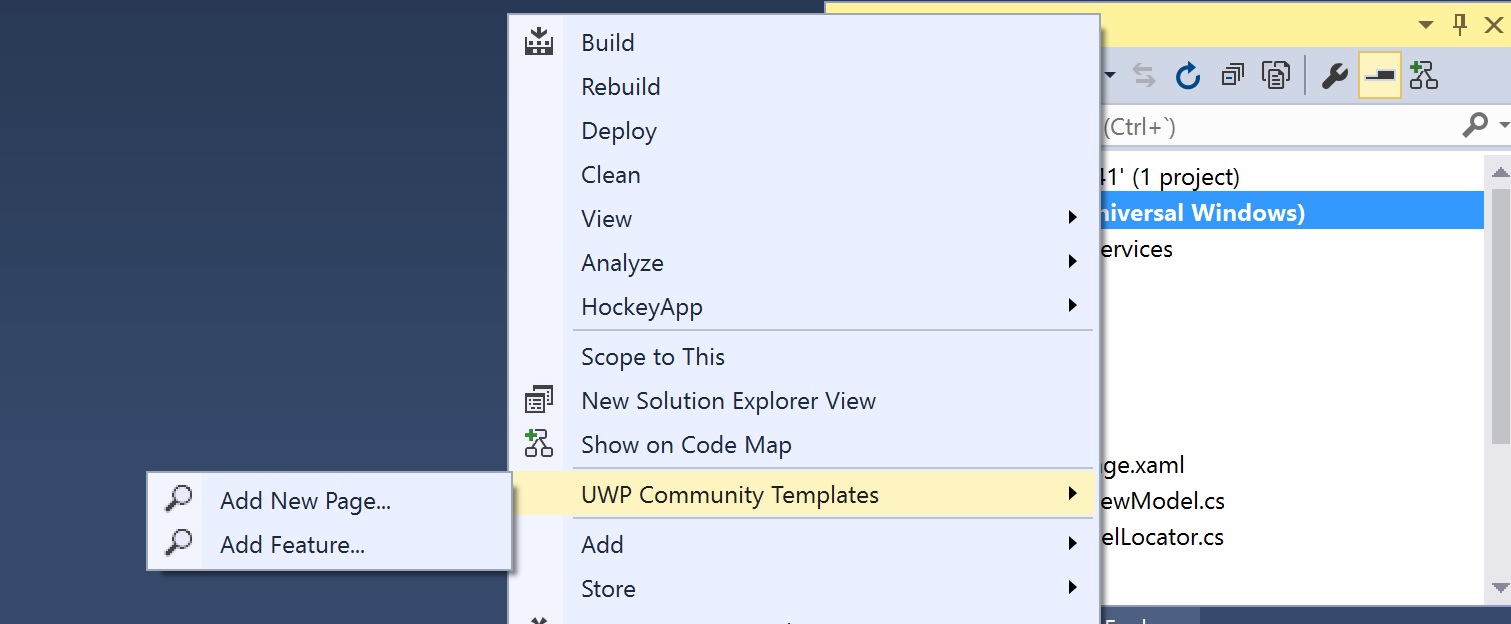 Build
Rebuild
Deploy
Clean
View
Analyze
HockeyApp
Scope to This
New Solution Explorer View
Show on Code Map
UWP Community Templates
Add
Store
Add New Page...
Add Feature...
(Ctrl+`)
41' (1 project)
niversal Windows)
ervices
ge.xaml
ewModel.cs
elLocator.cs